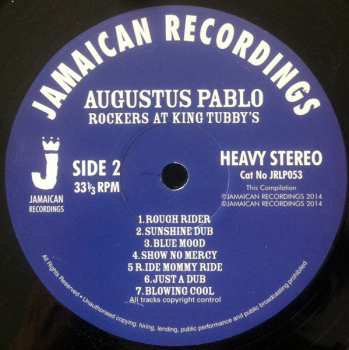 JAMAICAN RECORDINGS
AUGUSTUS PABLO
ROCKERS AT KING TUBBY'S
J
JAMAICAN
RECORDINGS
SIDE 2
33⅓ RPM
HEAVY STEREO
Cat No JRLP053
This Compilation
©JAMAICAN RECORDINGS 2014
℗JAMAICAN RECORDINGS 2014
1.ROUGH RIDER
2.SUNSHINE DUB
3.BLUE MOOD
4.SHOW NO MERCY
5 R.IDE MOMMY RIDE
6.JUST A DUB
7.BLOWING COOL
All tracks copyright control
All Rights Reserved • Unauthorised copying, hiring, lending, public performance and public broadcasting prohibited